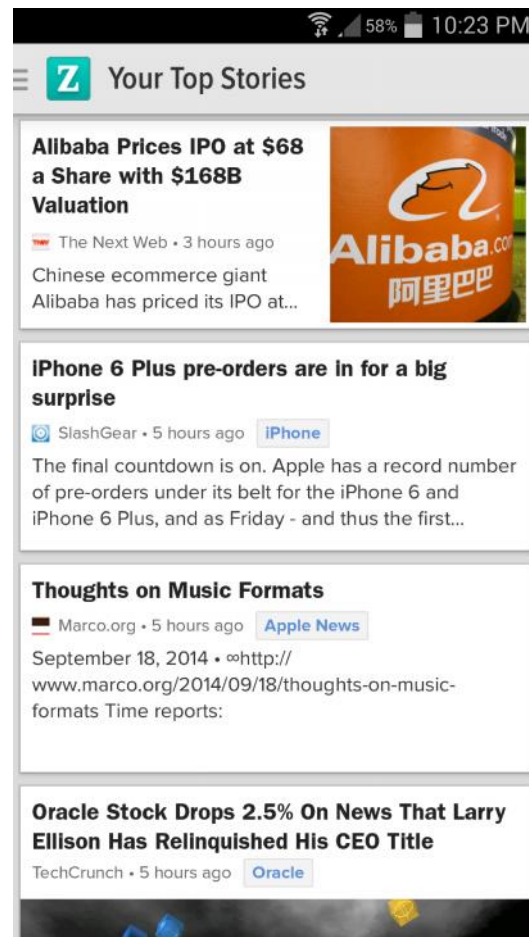 58% 10:23 PM
Z Your Top Stories
Alibaba Prices IPO at $68
a Share with $168B
Valuation
The Next Web • 3 hours ago
Chinese ecommerce giant
Alibaba has priced its IPO at...
Alibaba.co
阿里巴巴
iPhone 6 Plus pre-orders are in for a big
surprise
SlashGear • 5 hours ago iPhone
The final countdown is on. Apple has a record number
of pre-orders under its belt for the iPhone 6 and
iPhone 6 Plus, and as Friday - and thus the first...
Thoughts on Music Formats
Marco.org • 5 hours ago Apple News
September 18, 2014 • ∞http://
www.marco.org/2014/09/18/thoughts-on-music-
formats Time reports:
Oracle Stock Drops 2.5% On News That Larry
Ellison Has Relinquished His CEO Title
TechCrunch • 5 hours ago Oracle